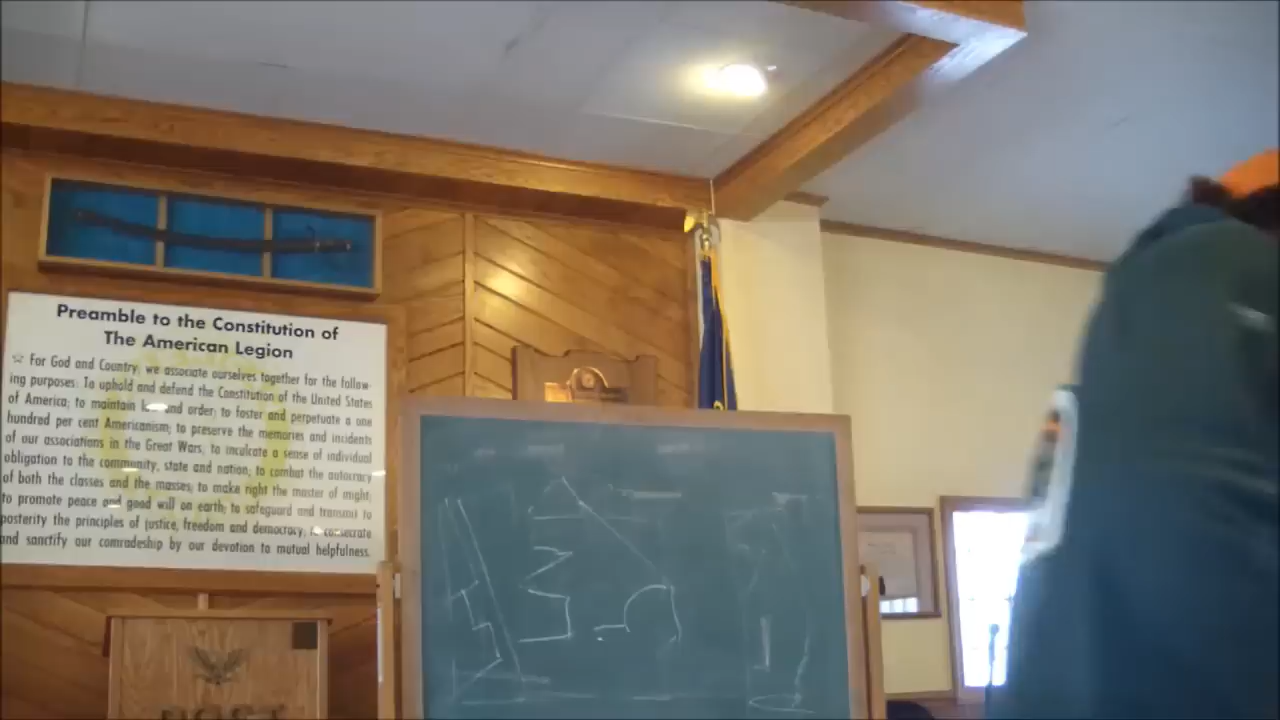 Preamble to the Constitution of
The American Legion
☆ For God and Country, we associate ourselves together for the follow-
ing purposes: To uphold and defend the Constitution of the United States
of America; to maintain law and order; to foster and perpetuate a one
hundred per cent Americanism; to preserve the memories and incidents
of our associations in the Great Wars; to inculcate a sense of individual
obligation to the community, state and nation; to combat the autocracy
of both the classes and the masses; to make right the master of might;
to promote peace and good will on earth; to safeguard and transmit to
posterity the principles of justice, freedom and democracy; to consecrate
and sanctify our comradeship by our devotion to mutual helpfulness.
POST